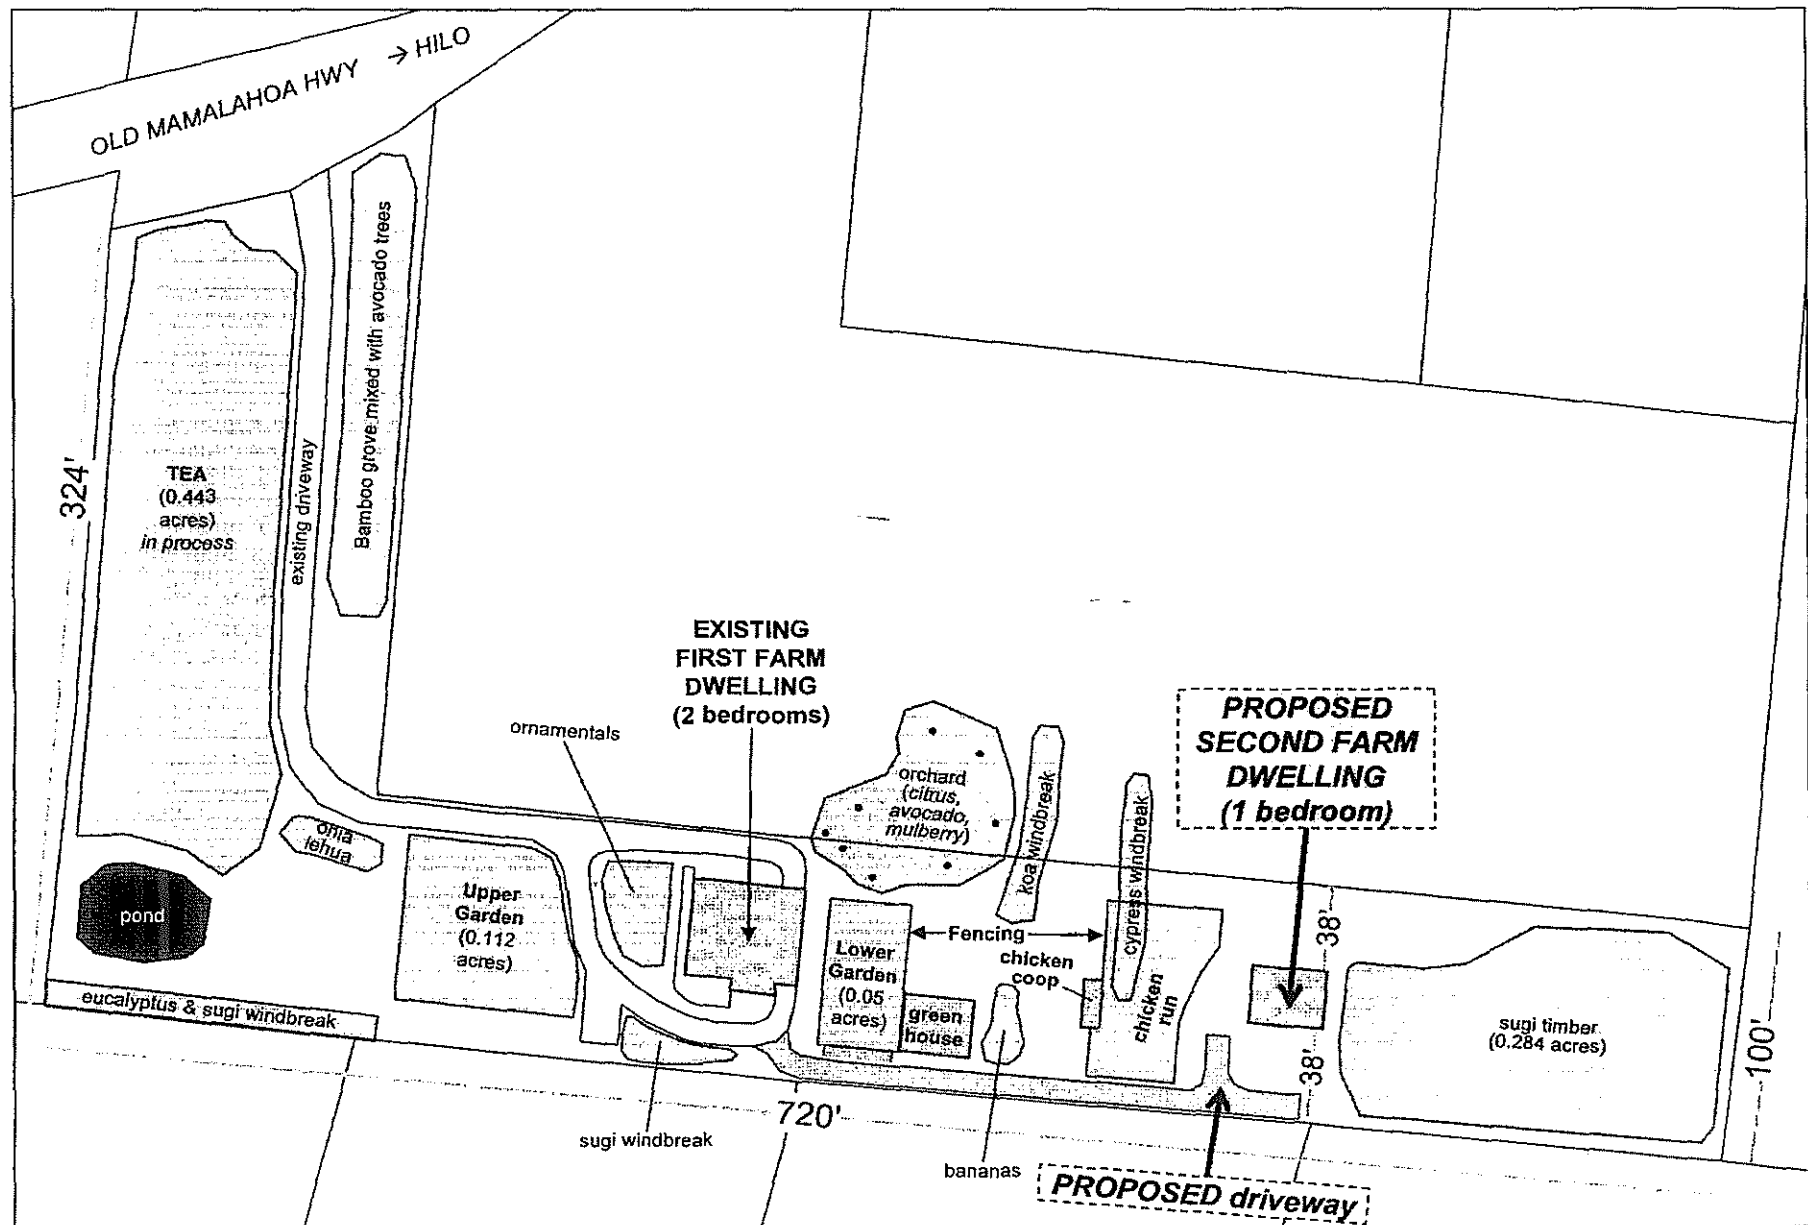 OLD MAMALAHOA HWY → HILO
Bamboo grove mixed with avocado trees
existing driveway
324'
TEA
(0.443
acres)
in process
EXISTING
FIRST FARM
DWELLING
(2 bedrooms)
ornamentals
orchard
(citrus,
avocado,
mulberry)
koa windbreak
cypress windbreak
PROPOSED
SECOND FARM
DWELLING
(1 bedroom)
ohia
lehua
pond
Upper
Garden
(0.112
acres)
Lower
Garden
(0.05
acres)
Fencing
chicken
coop
green
house
chicken
run
38'
38'
sugi timber
(0.284 acres)
100'
eucalyptus & sugi windbreak
720'
sugi windbreak
bananas
PROPOSED driveway